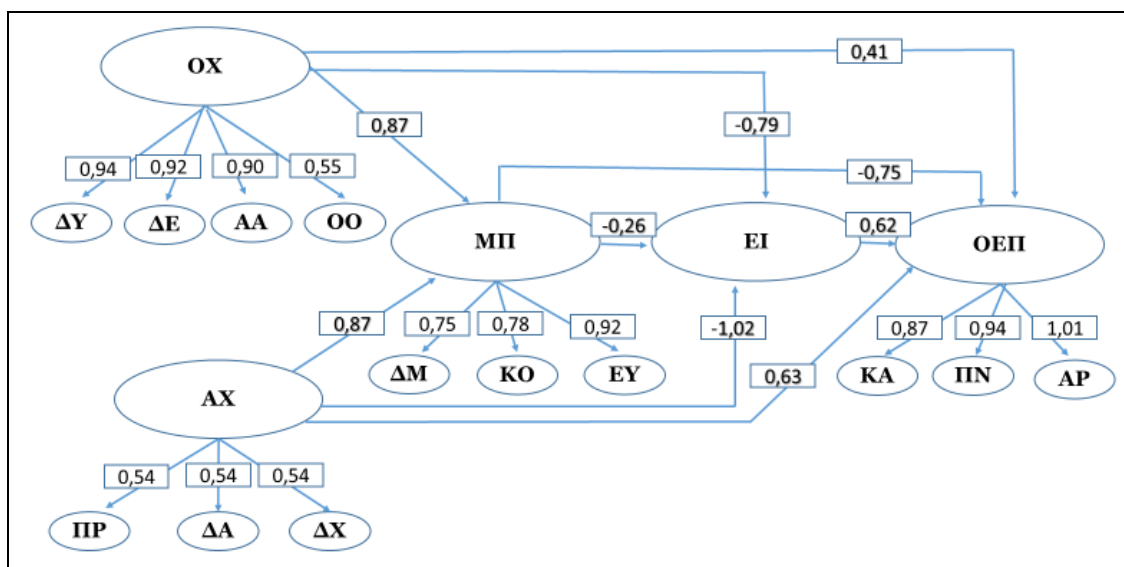 ΟΧ
0,41
0,87
-0,79
0,94
0,92
0,90
0,55
-0,75
ΔΥ
ΔΕ
ΑΑ
ΟΟ
ΜΠ
-0,26
ΕΙ
0,62
ΟΕΠ
0,87
0,75
0,78
0,92
-1,02
0,87
0,94
1,01
ΔΜ
ΚΟ
ΕΥ
0,63
ΚΑ
ΠΝ
ΑΡ
ΑΧ
0,54
0,54
0,54
ΠΡ
ΔΑ
ΔΧ